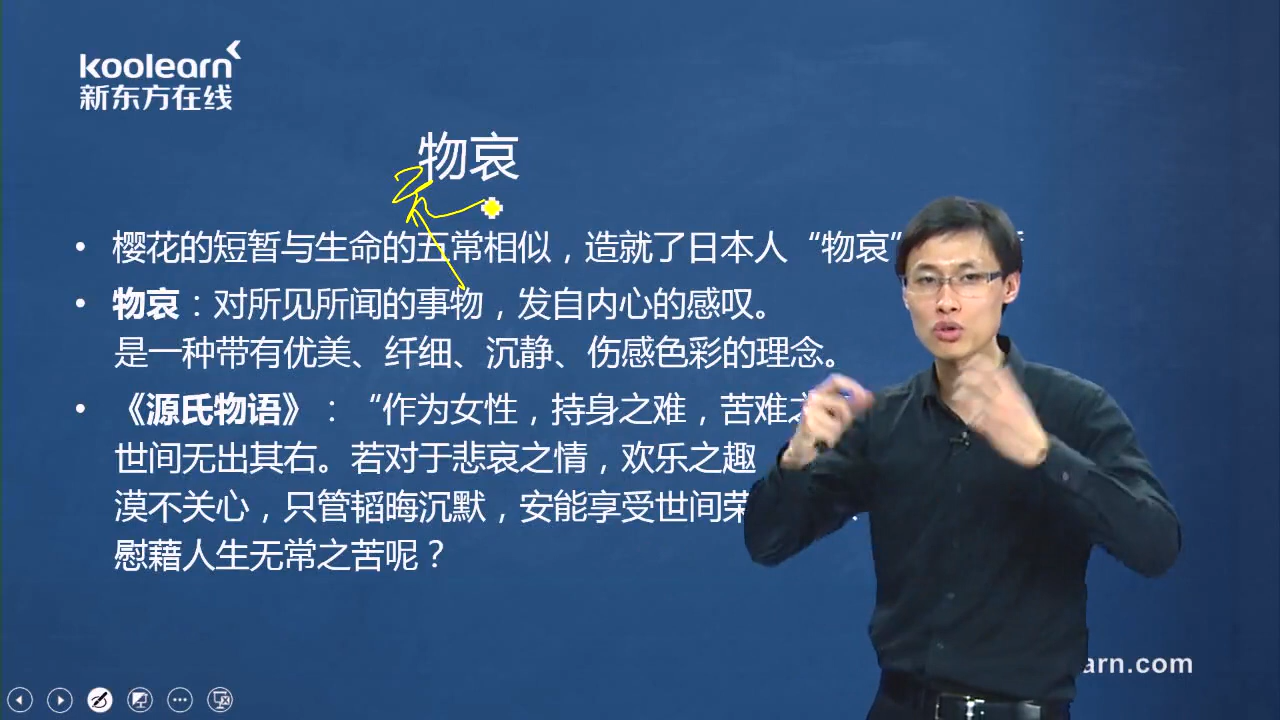 koolearn
新东方在线
物哀
• 樱花的短暂与生命的五常相似，造就了日本人“物哀”
• 物哀：对所见所闻的事物，发自内心的感叹。
是一种带有优美、纤细、沉静、伤感色彩的理念。
• 《源氏物语》：“作为女性，持身之难，苦难之
世间无出其右。若对于悲哀之情，欢乐之趣
漠不关心，只管韬晦沉默，安能享受世间荣
慰藉人生无常之苦呢？
arn.com